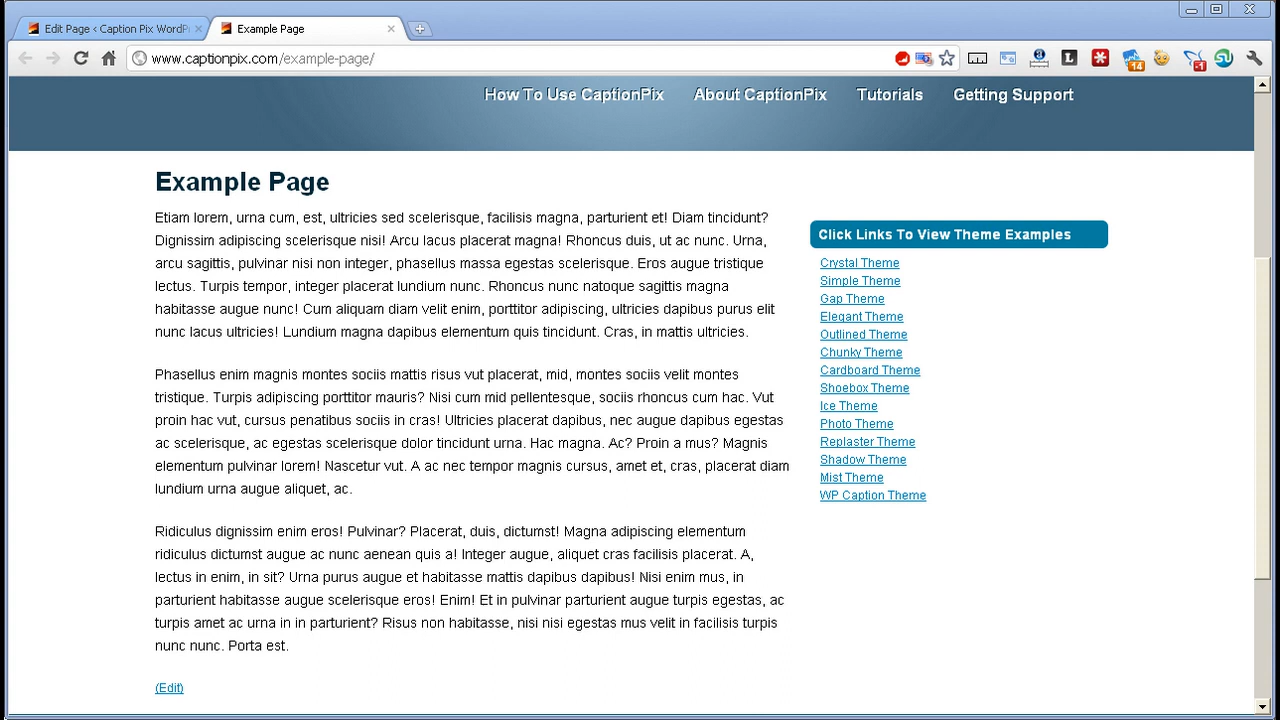 Edit Page < Caption Pix WordP
Example Page
www.captionpix.com/example-page/
14
-1
How To Use CaptionPix About CaptionPix Tutorials Getting Support
Example Page
Etiam lorem, urna cum, est, ultricies sed scelerisque, facilisis magna, parturient et! Diam tincidunt?
Dignissim adipiscing scelerisque nisi! Arcu lacus placerat magna! Rhoncus duis, ut ac nunc. Urna,
arcu sagittis, pulvinar nisi non integer, phasellus massa egestas scelerisque. Eros augue tristique
lectus. Turpis tempor, integer placerat lundium nunc. Rhoncus nunc natoque sagittis magna
habitasse augue nunc! Cum aliquam diam velit enim, porttitor adipiscing, ultricies dapibus purus elit
nunc lacus ultricies! Lundium magna dapibus elementum quis tincidunt. Cras, in mattis ultricies.
Phasellus enim magnis montes sociis mattis risus vut placerat, mid, montes sociis velit montes
tristique. Turpis adipiscing porttitor mauris? Nisi cum mid pellentesque, sociis rhoncus cum hac. Vut
proin hac vut, cursus penatibus sociis in cras! Ultricies placerat dapibus, nec augue dapibus egestas
ac scelerisque, ac egestas scelerisque dolor tincidunt urna. Hac magna. Ac? Proin a mus? Magnis
elementum pulvinar lorem! Nascetur vut. A ac nec tempor magnis cursus, amet et, cras, placerat diam
lundium urna augue aliquet, ac.
Ridiculus dignissim enim eros! Pulvinar? Placerat, duis, dictumst! Magna adipiscing elementum
ridiculus dictumst augue ac nunc aenean quis a! Integer augue, aliquet cras facilisis placerat. A,
lectus in enim, in sit? Urna purus augue et habitasse mattis dapibus dapibus! Nisi enim mus, in
parturient habitasse augue scelerisque eros! Enim! Et in pulvinar parturient augue turpis egestas, ac
turpis amet ac urna in in parturient? Risus non habitasse, nisi nisi egestas mus velit in facilisis turpis
nunc nunc. Porta est.
(Edit)
Click Links To View Theme Examples
Crystal Theme
Simple Theme
Gap Theme
Elegant Theme
Outlined Theme
Chunky Theme
Cardboard Theme
Shoebox Theme
Ice Theme
Photo Theme
Replaster Theme
Shadow Theme
Mist Theme
WP Caption Theme